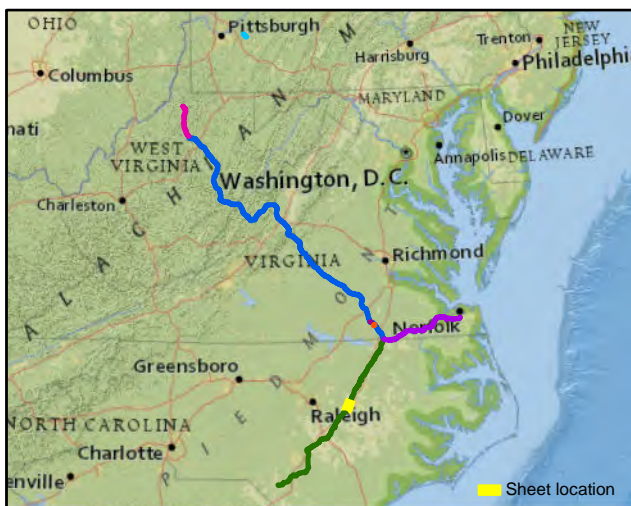 OHIO
Pittsburgh
NEW
JERSEY
Trenton
Harrisburg
Philadelphia
Columbus
MARYLAND
nati
Dover
WEST
VIRGINIA
Annapolis
DELAWARE
Washington, D.C.
Charleston
VIRGINIA
Richmond
A L A C H I A N M
O N T
Norfolk
Greensboro
P I E D M O N
Raleigh
NORTH CAROLINA
Charlotte
enville
Sheet location